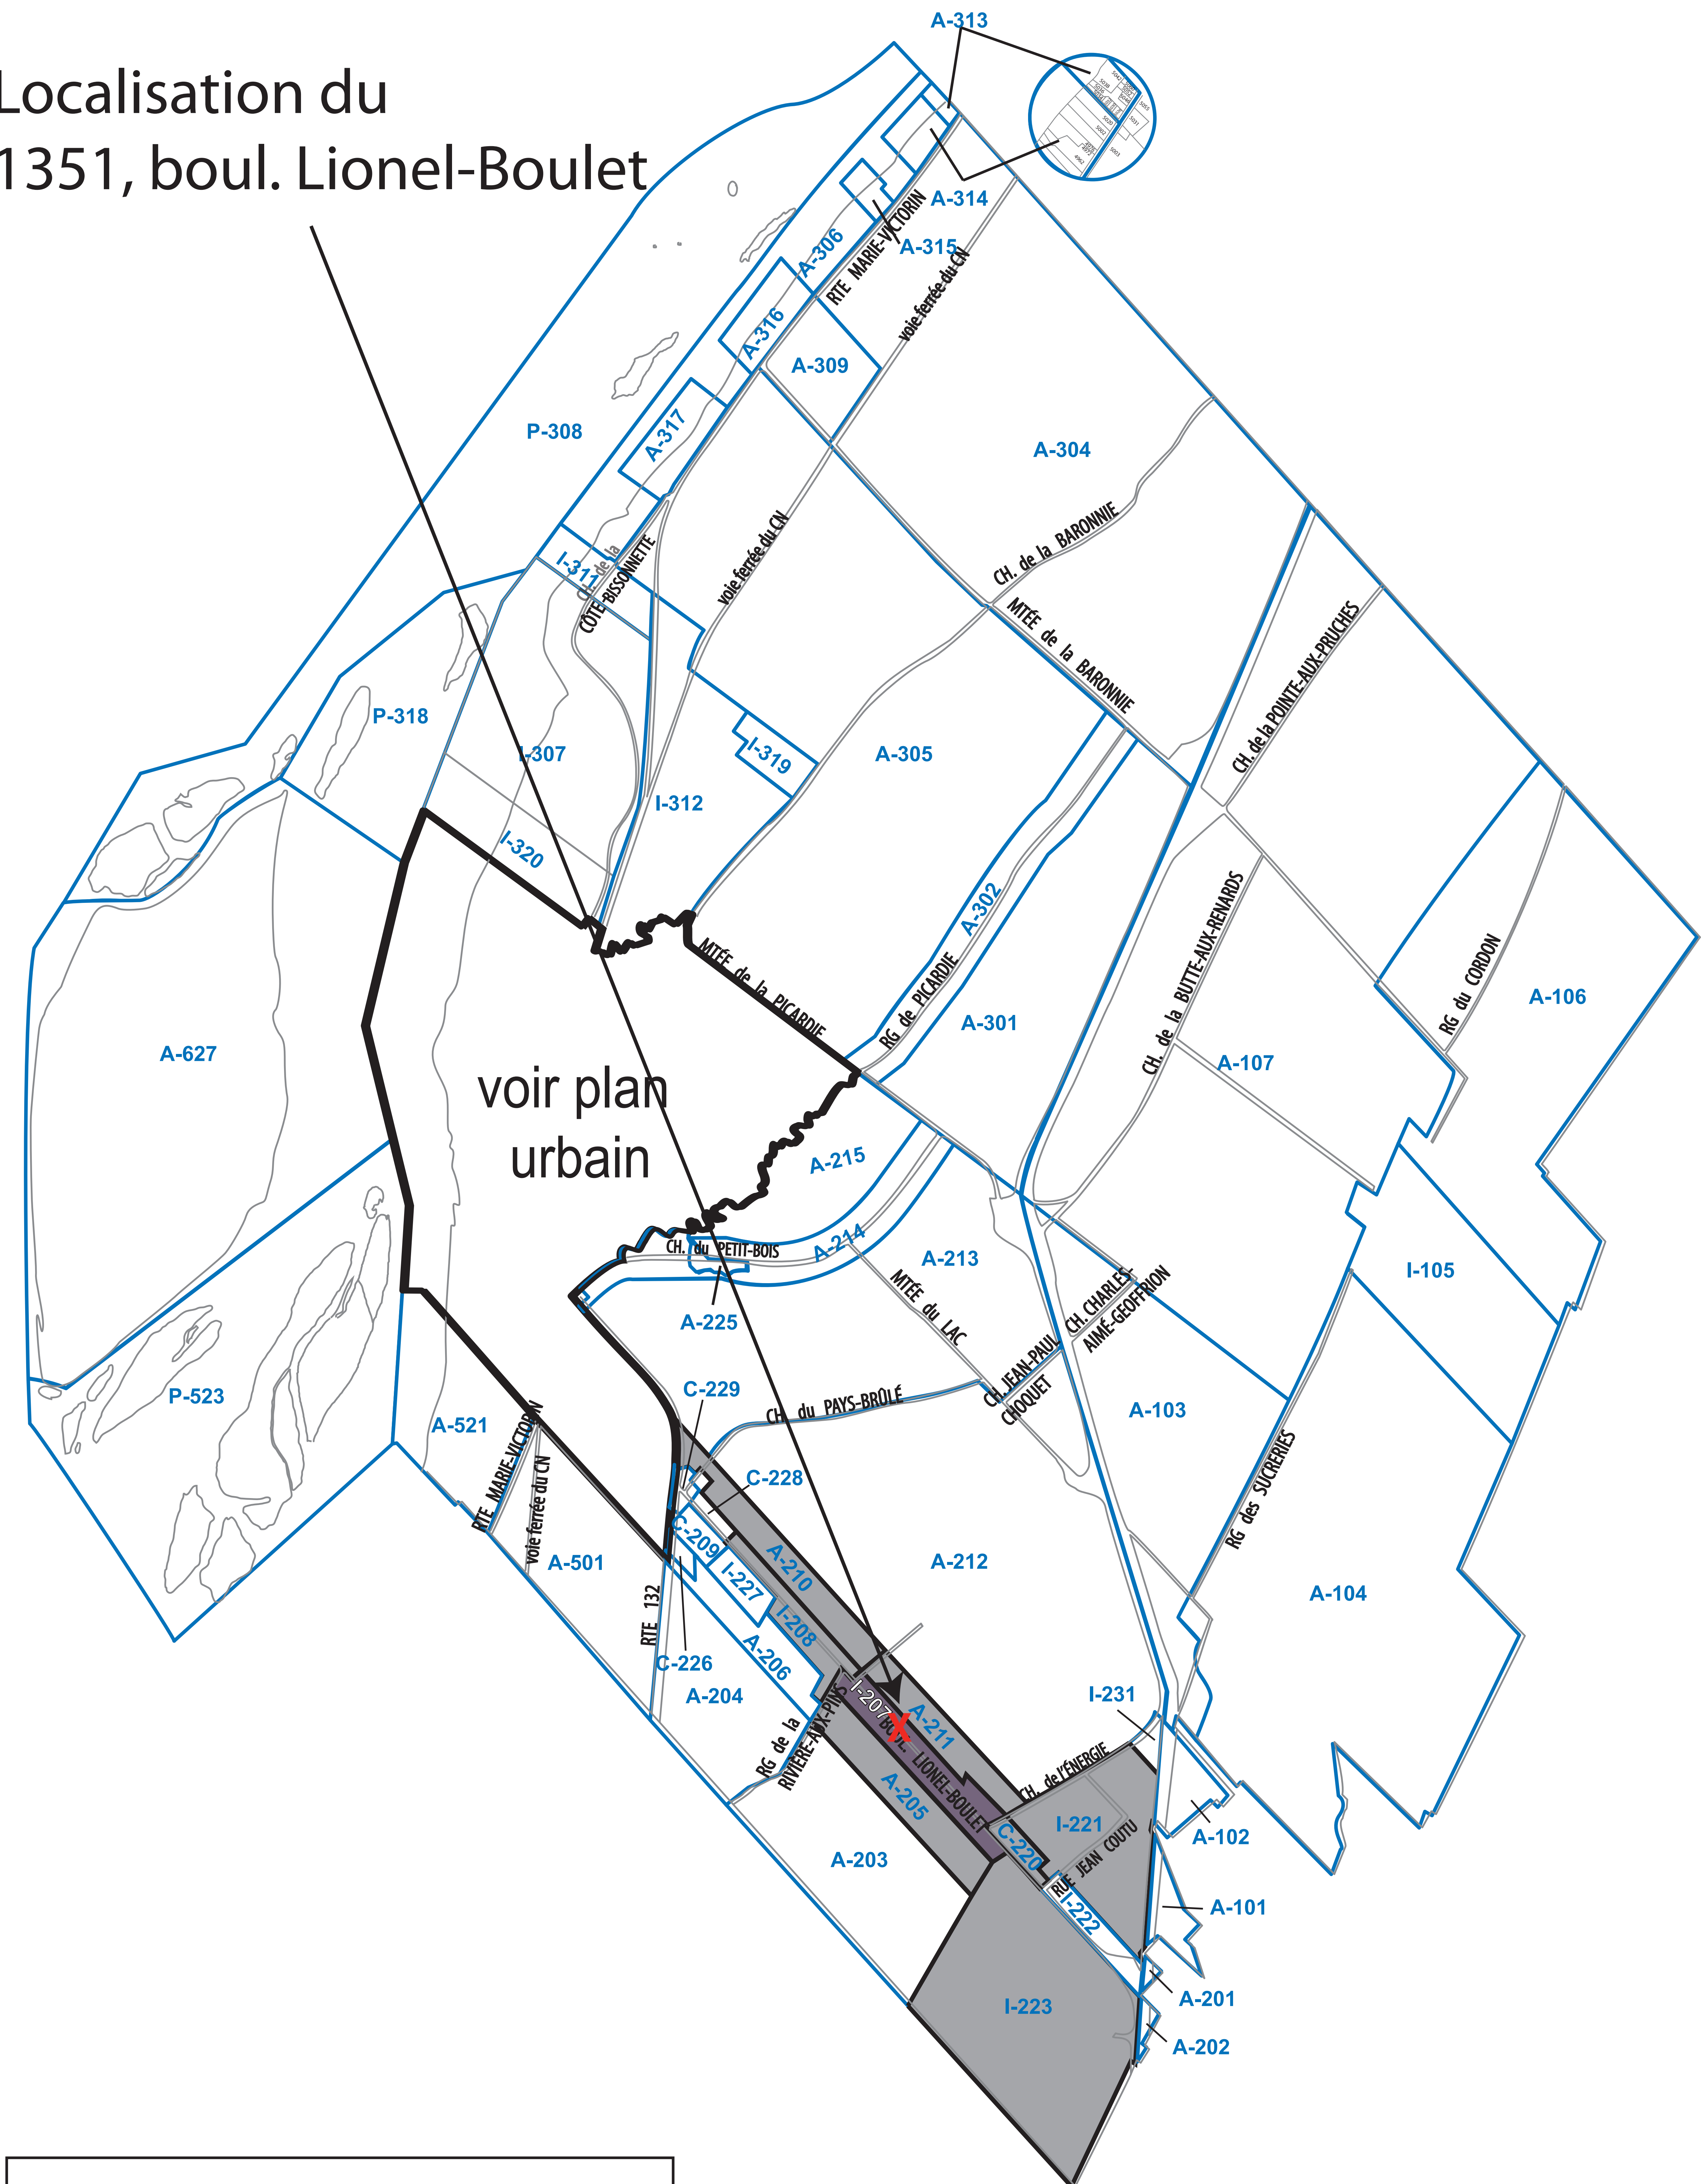 Localisation du
1351, boul. Lionel-Boulet
A-313
A-314
A-315
RTE MARIE-VICTORIN
voie ferrée du CN
A-306
A-316
A-309
A-317
P-308
A-304
CH. de la BARONNIE
MTÉE de la BARONNIE
voie ferrée du CN
I-311
CH. de la
CÔTE-BISSONNETTE
CH. de la POINTE-AUX-PRUCHES
P-318
I-307
I-319
A-305
I-312
I-320
A-302
RG de PICARDIE
MTÉE de la PICARDIE
A-301
CH. de la BUTTE-AUX-RENARDS
RG du CORDON
A-106
A-107
A-627
voir plan
urbain
A-215
A-214
CH. du PETIT-BOIS
A-225
A-213
MTÉE du LAC
CH. CHARLES-
AIMÉ-GEOFFRION
CH. JEAN-PAUL
CHOQUET
I-105
P-523
A-521
RTE MARIE-VICTORIN
voie ferrée du CN
A-501
C-229
CH. du PAYS-BRÛLÉ
C-228
A-103
RG des SUCRERIES
C-209
I-227
A-210
I-208
A-212
A-104
RTE 132
C-226
A-206
A-204
RG de la
RIVIÈRE-AUX-PINS
I-207
X
A-211
BOUL. LIONEL-BOULET
A-205
I-231
CH. de l'ÉNERGIE
I-221
RUE JEAN COUTU
C-220
A-102
A-203
I-222
A-101
A-201
I-223
A-202